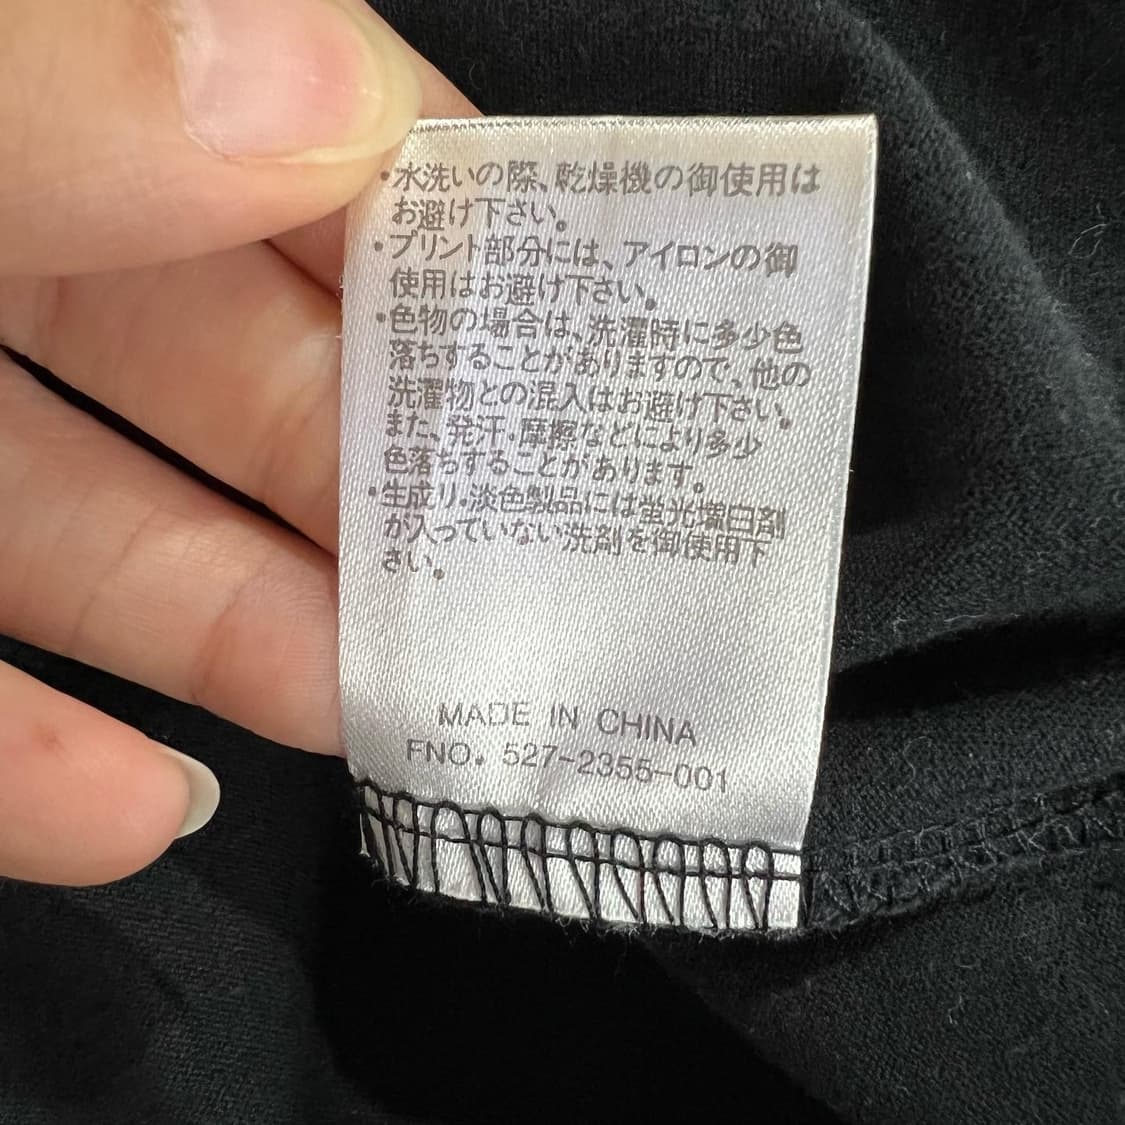 ・水洗いの際、乾燥機の御使用は
お避け下さい。
・プリント部分には、アイロンの御
使用はお避け下さい。
・色物の場合は、洗濯時に多少色
落ちすることがありますので、他の
洗濯物との混入はお避け下さい。
また、発汗・摩擦などにより多少
色落ちすることがあります。
・生成り・淡色製品には蛍光増白剤
が入っていない洗剤を御使用下
さい。
MADE IN CHINA
FNO. 527-2355-001